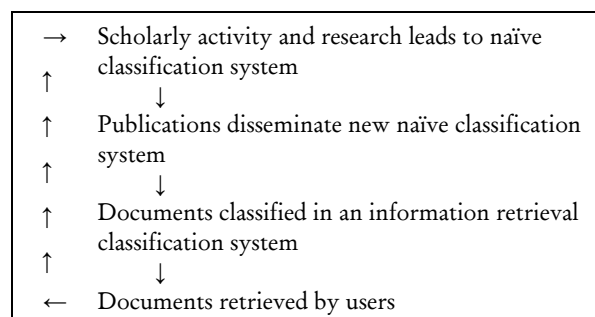 → Scholarly activity and research leads to naïve
classification system
↑
↓
↑ Publications disseminate new naïve classification
system
↑
↓
↑ Documents classified in an information retrieval
classification system
↑
↓
← Documents retrieved by users